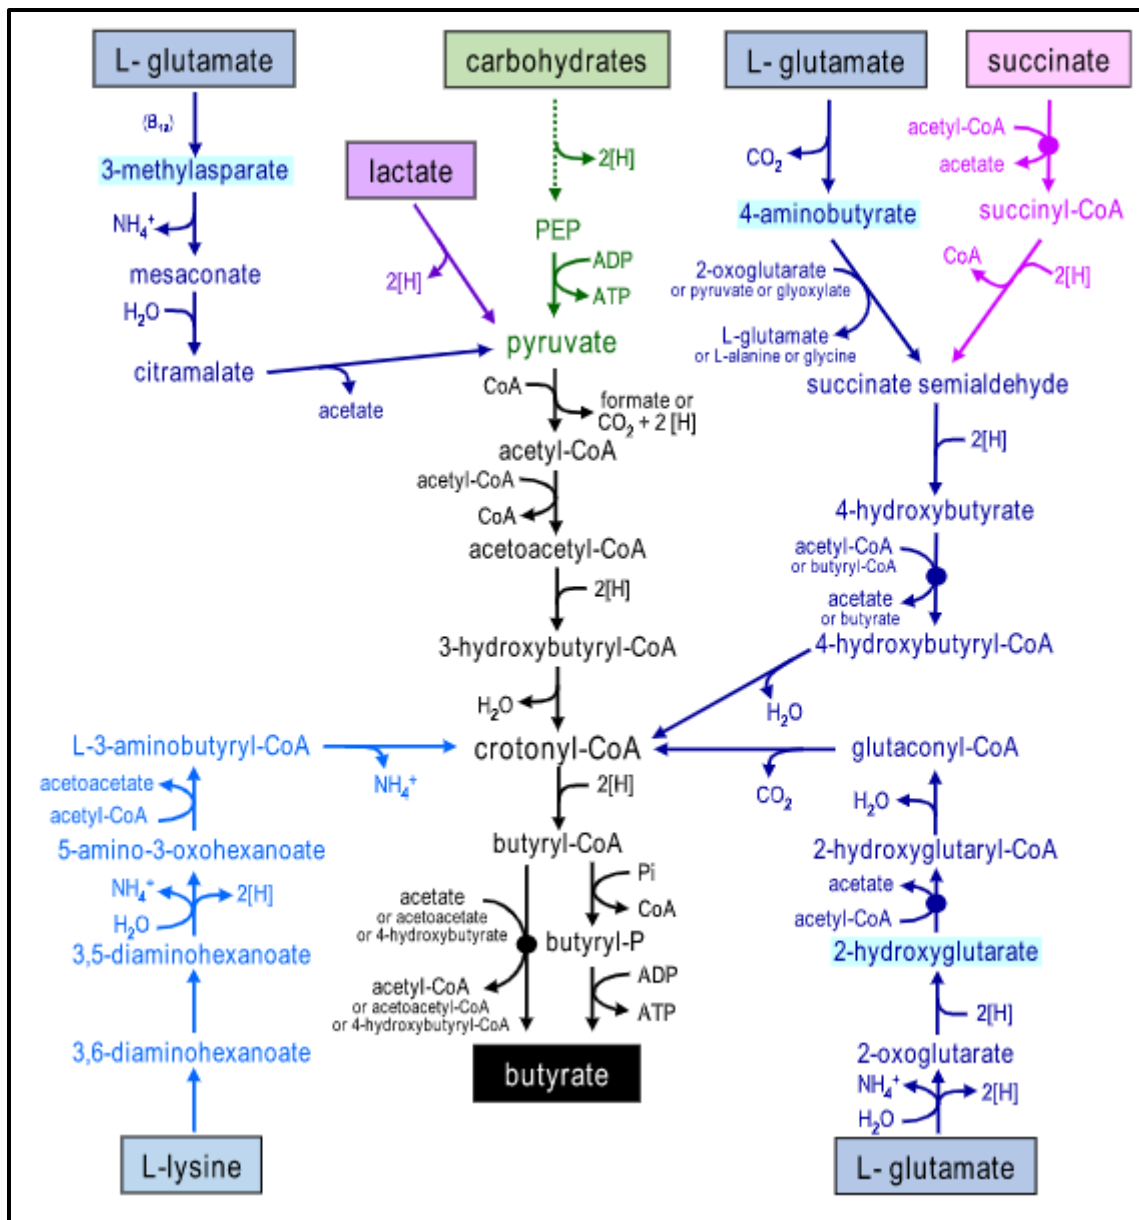 L- glutamate
carbohydrates
L- glutamate
succinate
(B₁₂)
3-methylasparate
NH₄⁺
mesaconate
H₂O
citramalate
acetate
lactate
2[H]
2[H]
PEP
ADP
ATP
pyruvate
CoA
formate or
CO₂ + 2 [H]
acetyl-CoA
acetyl-CoA
CoA
acetoacetyl-CoA
2[H]
3-hydroxybutyryl-CoA
H₂O
crotonyl-CoA
2[H]
butyryl-CoA
acetate
or acetoacetate
or 4-hydroxybutyrate
acetyl-CoA
or acetoacetyl-CoA
or 4-hydroxybutyryl-CoA
Pi
CoA
butyryl-P
ADP
ATP
butyrate
CO₂
4-aminobutyrate
2-oxoglutarate
or pyruvate or glyoxylate
L-glutamate
or L-alanine or glycine
acetyl-CoA
acetate
succinyl-CoA
CoA
2[H]
succinate semialdehyde
2[H]
4-hydroxybutyrate
acetyl-CoA
or butyryl-CoA
acetate
or butyrate
4-hydroxybutyryl-CoA
H₂O
L-3-aminobutyryl-CoA
NH₄⁺
acetoacetate
acetyl-CoA
5-amino-3-oxohexanoate
NH₄⁺
2[H]
H₂O
3,5-diaminohexanoate
3,6-diaminohexanoate
L-lysine
glutaconyl-CoA
CO₂
H₂O
2-hydroxyglutaryl-CoA
acetate
acetyl-CoA
2-hydroxyglutarate
2[H]
2-oxoglutarate
NH₄⁺
2[H]
H₂O
L- glutamate